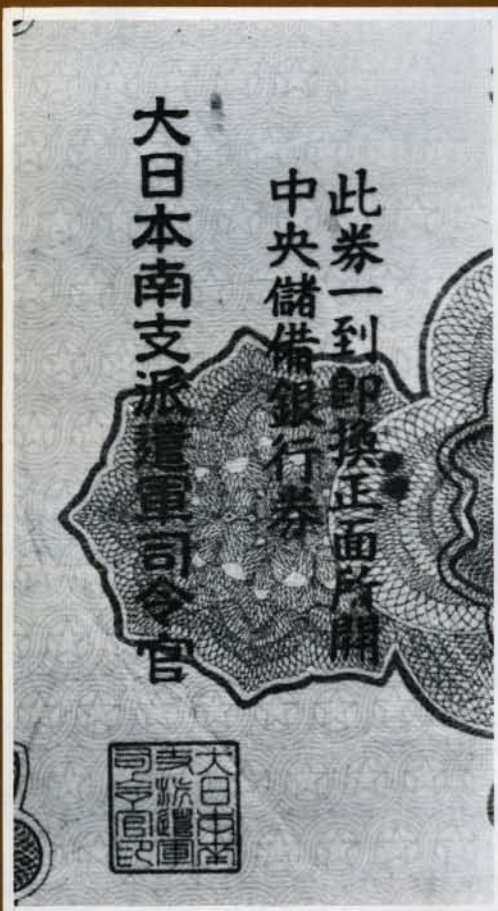 此券一到即換正面所開
中央儲備銀行券
大日本南支派遣軍司令官
大日本南
支派遣軍
司令官印